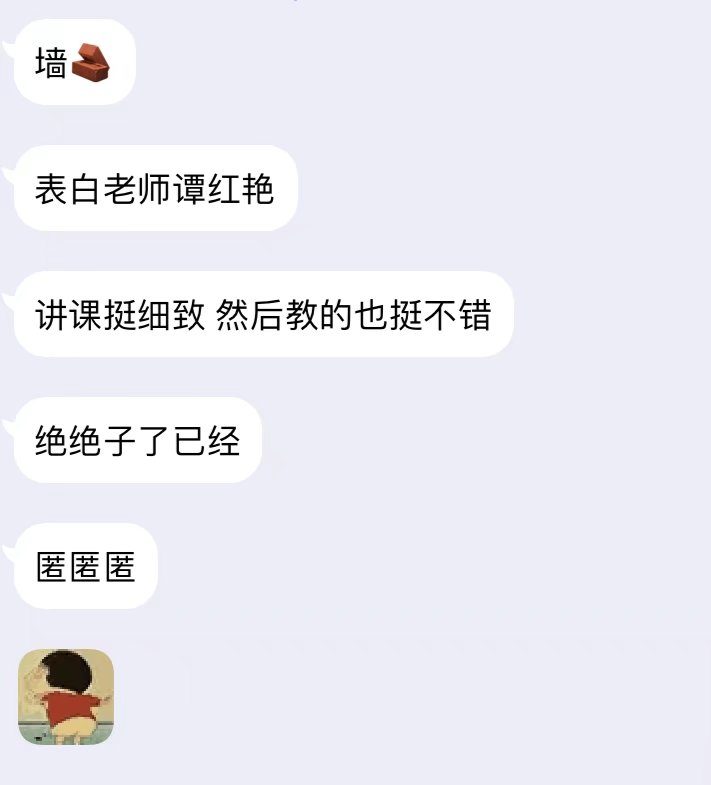 墙🧱
表白老师谭红艳
讲课挺细致 然后教的也挺不错
绝绝子了已经
匿匿匿